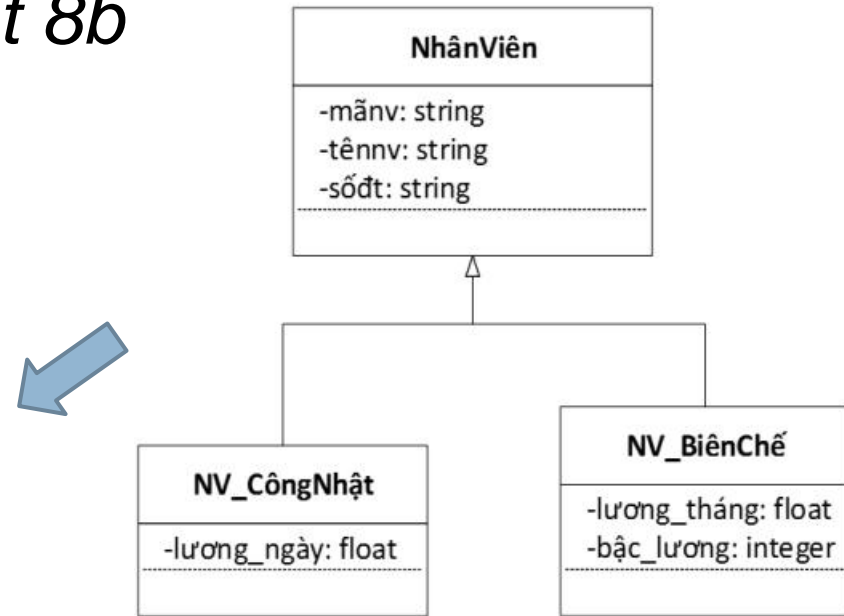 t 8b
NhânViên
-mãnv: string
-tênnv: string
-sốđt: string
NV_CôngNhật
-lương_ngày: float
NV_BiênChế
-lương_tháng: float
-bậc_lương: integer